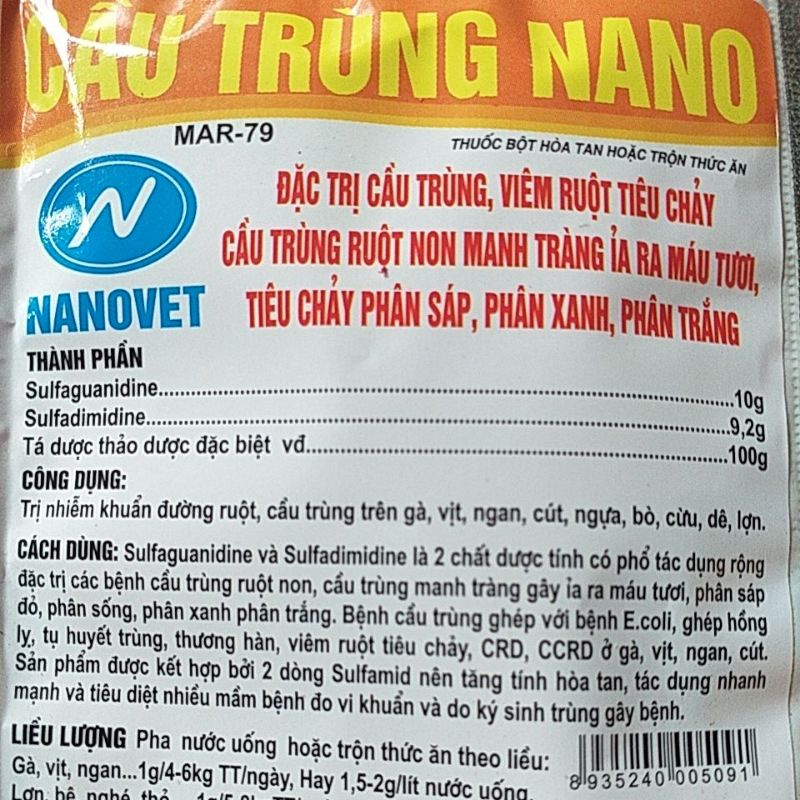 CẦU TRÙNG NANO
MAR-79
THUỐC BỘT HÒA TAN HOẶC TRỘN THỨC ĂN
ĐẶC TRỊ CẦU TRÙNG, VIÊM RUỘT TIÊU CHẢY
CẦU TRÙNG RUỘT NON MANH TRÀNG ỈA RA MÁU TƯƠI,
TIÊU CHẢY PHÂN SÁP, PHÂN XANH, PHÂN TRẮNG
N
NANOVET
THÀNH PHẦN
Sulfaguanidine..........10g
Sulfadimidine..........9,2g
Tá dược thảo dược đặc biệt vđ..........100g
CÔNG DỤNG:
Trị nhiễm khuẩn đường ruột, cầu trùng trên gà, vịt, ngan, cút, ngựa, bò, cừu, dê, lợn.
CÁCH DÙNG: Sulfaguanidine và Sulfadimidine là 2 chất dược tính có phổ tác dụng rộng
đặc trị các bệnh cầu trùng ruột non, cầu trùng manh tràng gây ỉa ra máu tươi, phân sáp
đỏ, phân sống, phân xanh phân trắng. Bệnh cầu trùng ghép với bệnh E.coli, ghép hồng
lỵ, tụ huyết trùng, thương hàn, viêm ruột tiêu chảy, CRD, CCRD ở gà, vịt, ngan, cút.
Sản phẩm được kết hợp bởi 2 dòng Sulfamid nên tăng tính hòa tan, tác dụng nhanh
mạnh và tiêu diệt nhiều mầm bệnh do vi khuẩn và do ký sinh trùng gây bệnh.
LIỀU LƯỢNG Pha nước uống hoặc trộn thức ăn theo liều:
Gà, vịt, ngan...1g/4-6kg TT/ngày, Hay 1,5-2g/lít nước uống.
8 935240 005091
Lợn, bê, nghé, thỏ